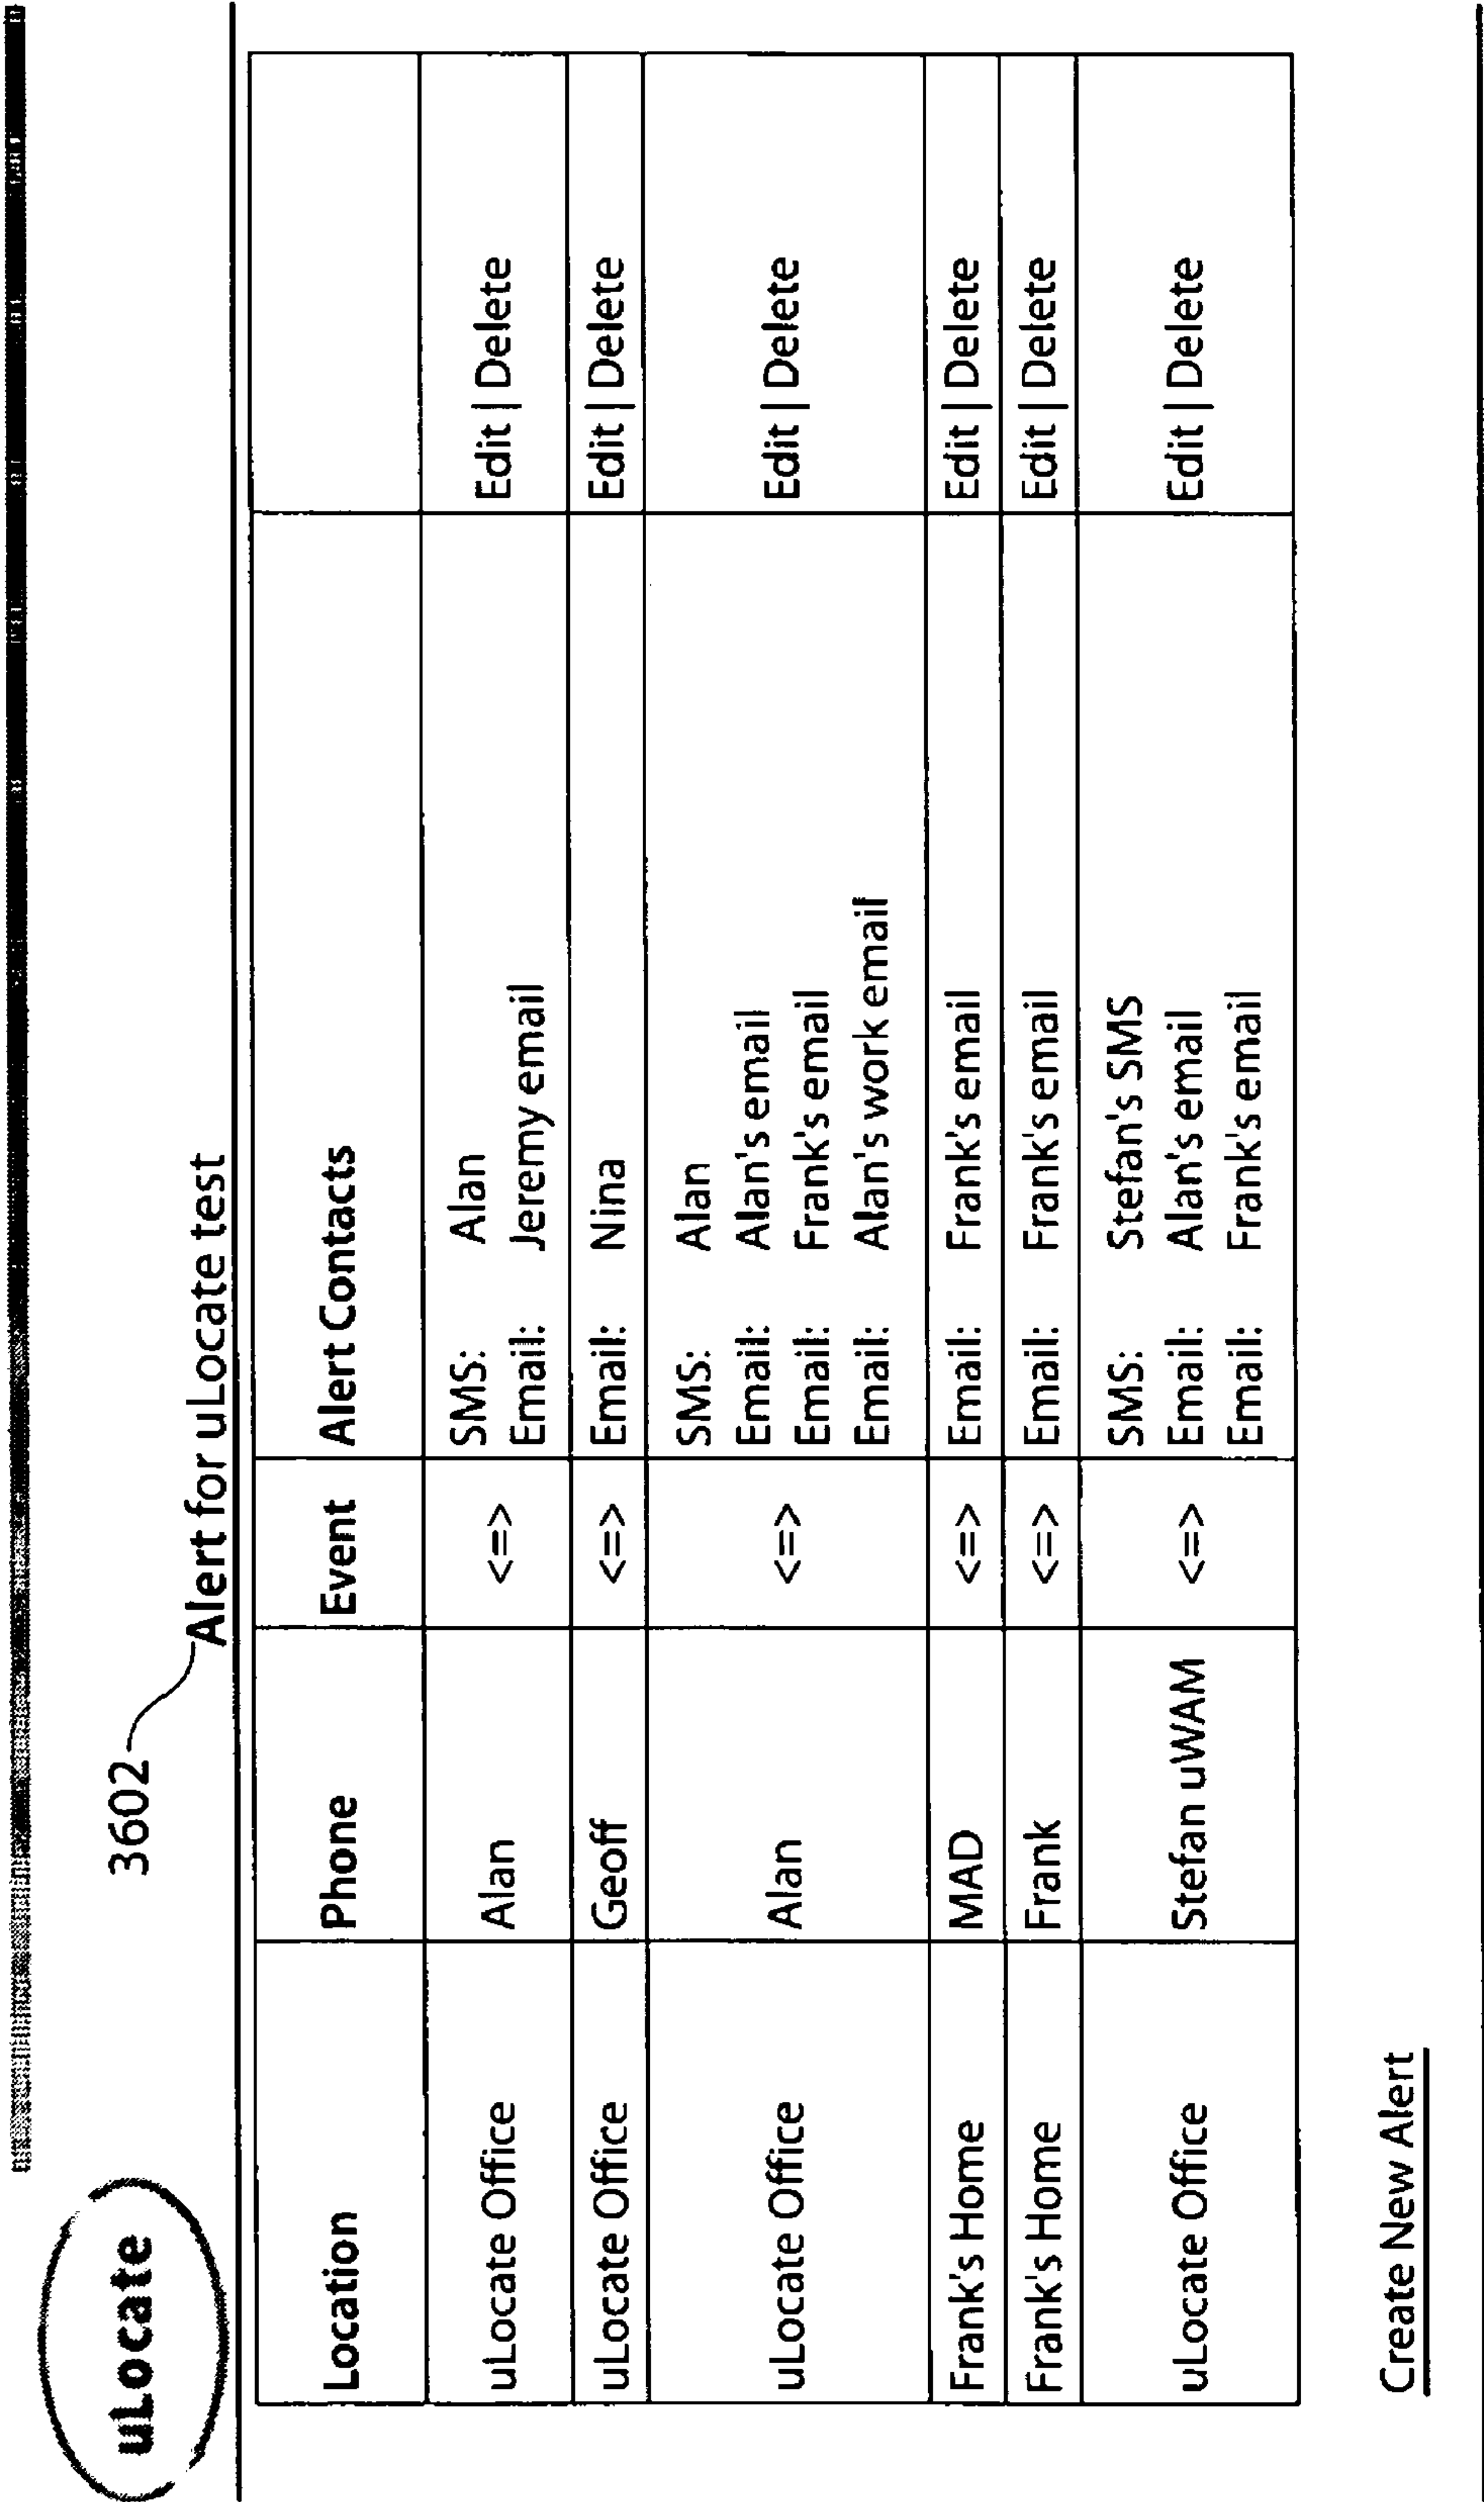 uLocate
3602
Alert for uLocate test
Location Phone Event Alert Contacts
uLocate Office Alan <=> SMS: Alan Edit | Delete
Email: Jeremy email
uLocate Office Geoff <=> Email: Nina Edit | Delete
uLocate Office Alan <=> SMS: Alan Edit | Delete
Email: Alan's email
Email: Frank's email
Email: Alan's work email
Frank's Home MAD <=> Email: Frank's email Edit | Delete
Frank's Home Frank <=> Email: Frank's email Edit | Delete
uLocate Office Stefan uWAM <=> SMS: Stefan's SMS Edit | Delete
Email: Alan's email
Email: Frank's email
Create New Alert